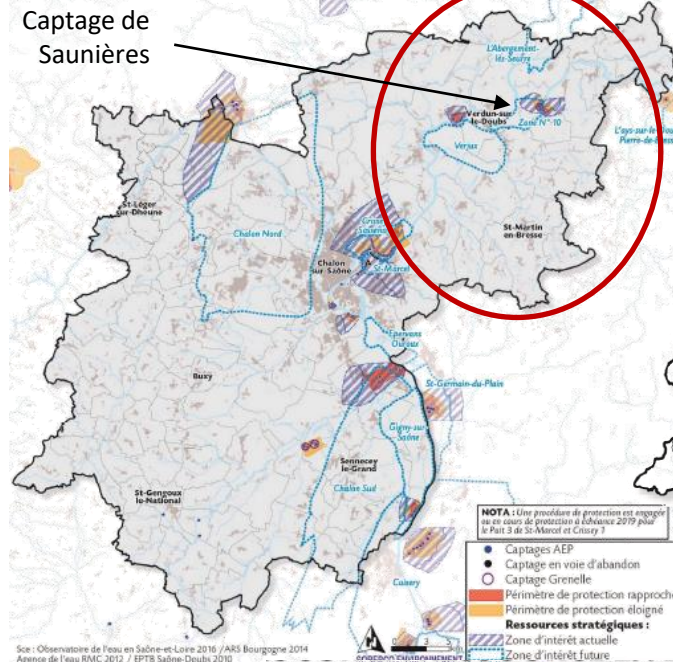 Captage de
Saunières
L'Abergement-
lès-Seurre
Verdun-sur
le-Doubs
Zone N° 10
Verjux
St-Léger
sur-Dheune
Chalon Nord
Crissey
Chalon
sur-Saône
St-Marcel
St-Martin
en-Bresse
Epervans
Ouroux
Buxy
St-Germain-du-Plain
Gigny-sur
Saône
Sennecey
le-Grand
Chalon Sud
St-Gengoux
le-National
Cuisery
NOTA : Une procédure de protection est engagée
ou en cours de protection à échéance 2019 pour
le Puit 3 de St-Marcel et Crissey 1
Captages AEP
Captage en voie d'abandon
Captage Grenelle
Périmètre de protection rapproché
Périmètre de protection éloigné
Ressources stratégiques :
Zone d'intérêt actuelle
Zone d'intérêt future
Sce : Observatoire de l'eau en Saône-et-Loire 2016 / ARS Bourgogne 2014
Agence de l'eau RMC 2012 / EPTB Saône-Doubs 2010